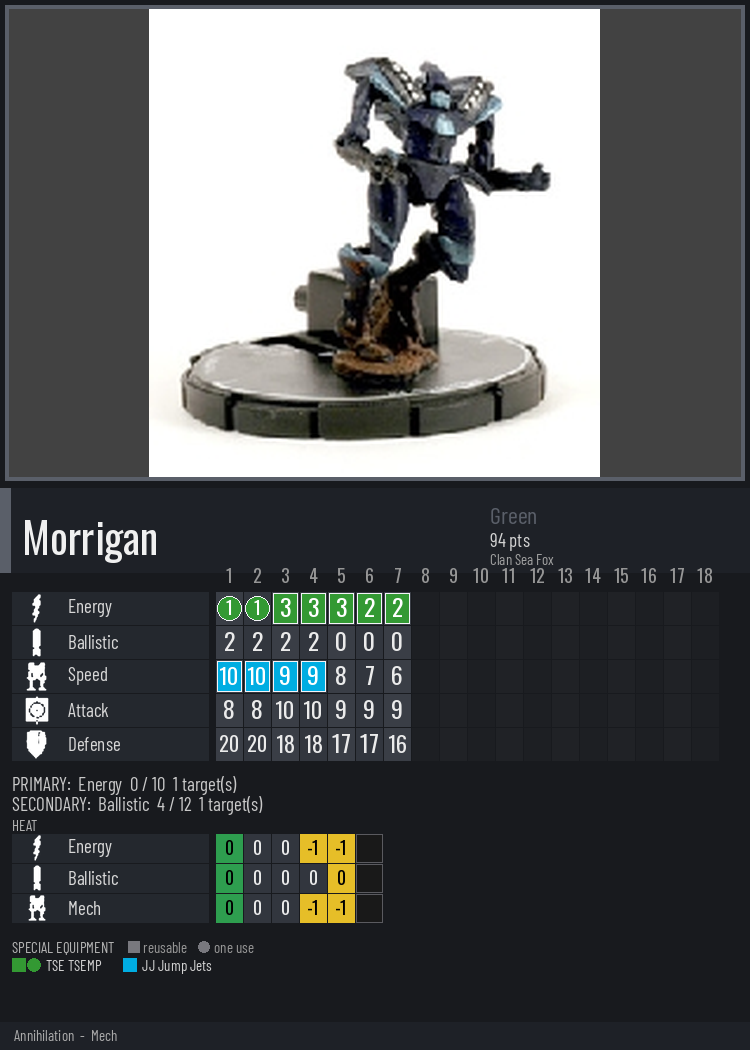 Morrigan
Green
94 pts
Clan Sea Fox
1 2 3 4 5 6 7 8 9 10 11 12 13 14 15 16 17 18
Energy 1 1 3 3 3 2 2
Ballistic 2 2 2 2 0 0 0
Speed 10 10 9 9 8 7 6
Attack 8 8 10 10 9 9 9
Defense 20 20 18 18 17 17 16
PRIMARY: Energy 0 / 10 1 target(s)
SECONDARY: Ballistic 4 / 12 1 target(s)
HEAT
Energy 0 0 0 -1 -1
Ballistic 0 0 0 0 0
Mech 0 0 0 -1 -1
SPECIAL EQUIPMENT reusable one use
TSE TSEMP JJ Jump Jets
Annihilation - Mech